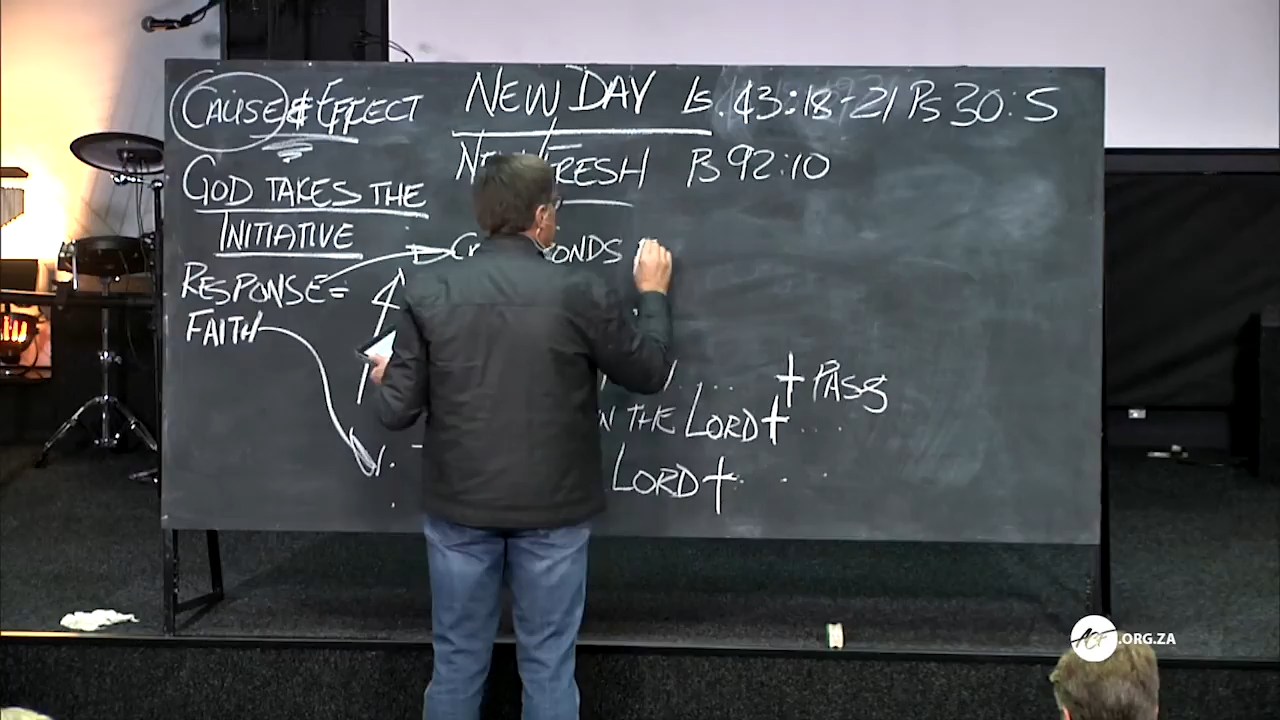 CAUSE & EFFECT
GOD TAKES THE
INITIATIVE
RESPONSE =
FAITH
NEW DAY Is. 43:18-21 Ps 30:5
FRESH Ps 92:10
PASS
THE LORD
LORD
ACF.ORG.ZA